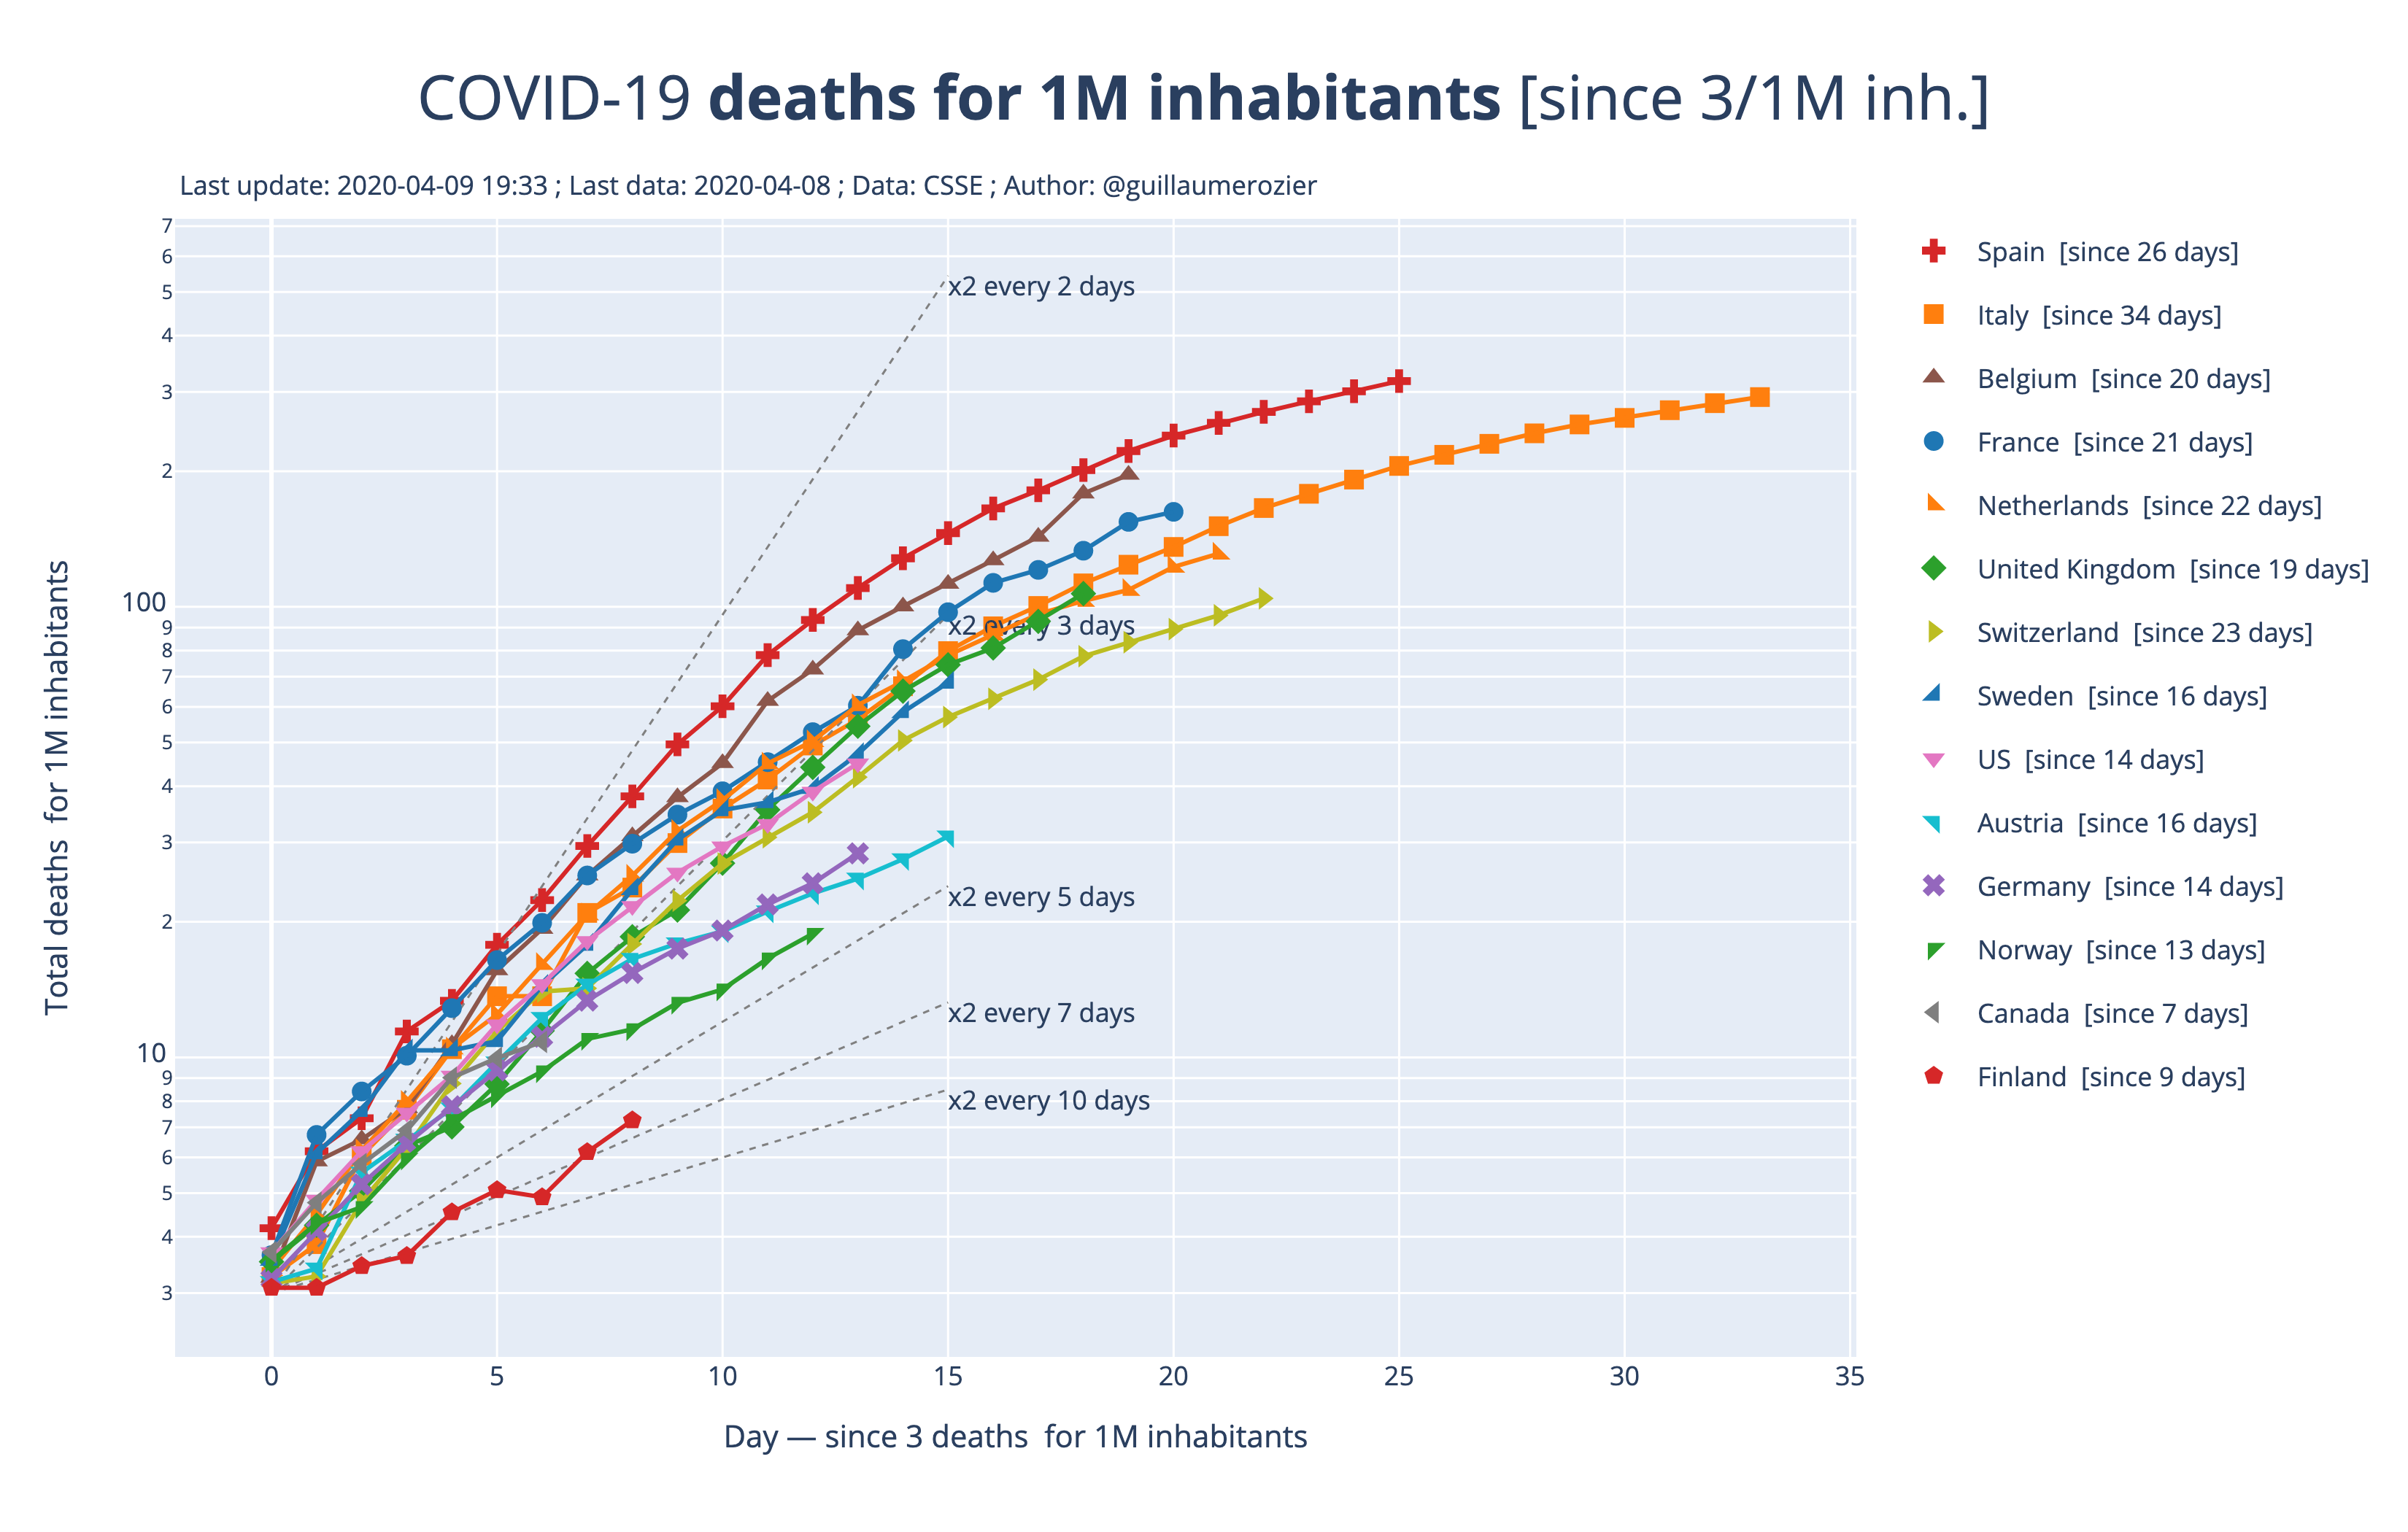 COVID-19 deaths for 1M inhabitants [since 3/1M inh.]
Last update: 2020-04-09 19:33 ; Last data: 2020-04-08 ; Data: CSSE ; Author: @guillaumerozier
Total deaths for 1M inhabitants
7
6
5
4
3
2
100
9
8
7
6
5
4
3
2
10
9
8
7
6
5
4
3
x2 every 2 days
x2 every 3 days
x2 every 5 days
x2 every 7 days
x2 every 10 days
0 5 10 15 20 25 30 35
Day — since 3 deaths for 1M inhabitants
Spain [since 26 days]
Italy [since 34 days]
Belgium [since 20 days]
France [since 21 days]
Netherlands [since 22 days]
United Kingdom [since 19 days]
Switzerland [since 23 days]
Sweden [since 16 days]
US [since 14 days]
Austria [since 16 days]
Germany [since 14 days]
Norway [since 13 days]
Canada [since 7 days]
Finland [since 9 days]